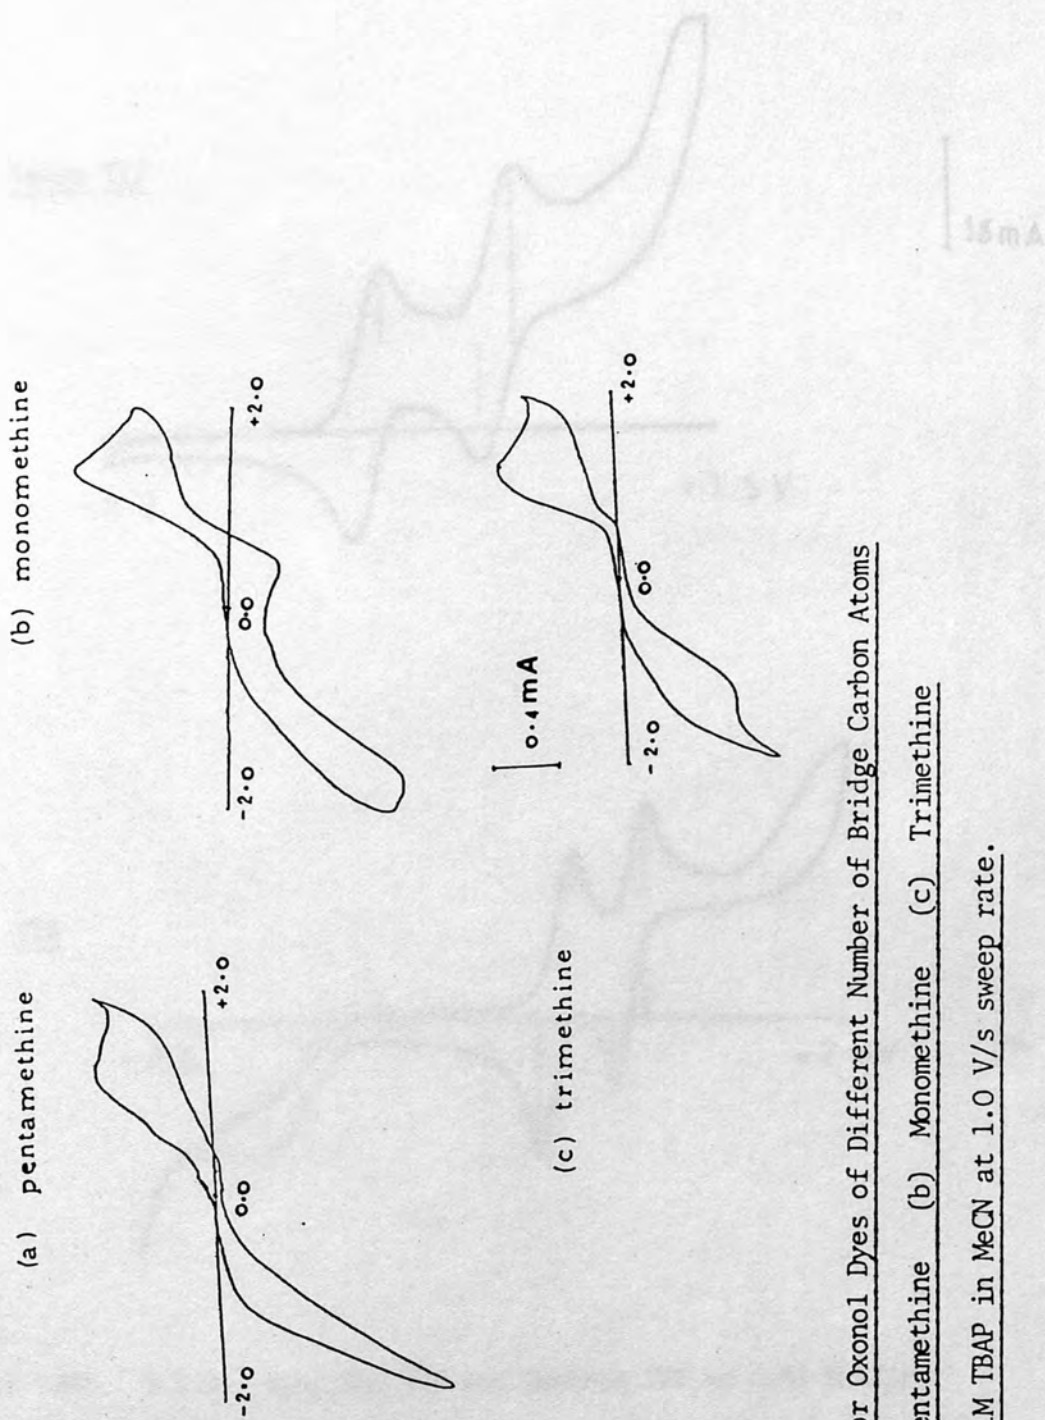 (a) pentamethine
(b) monomethine
+2.0
0.0
-2.0
+2.0
0.0
-2.0
0.4 mA
(c) trimethine
+2.0
0.0
-2.0
or Oxonol Dyes of Different Number of Bridge Carbon Atoms
entamethine (b) Monomethine (c) Trimethine
M TBAP in MeCN at 1.0 V/s sweep rate.